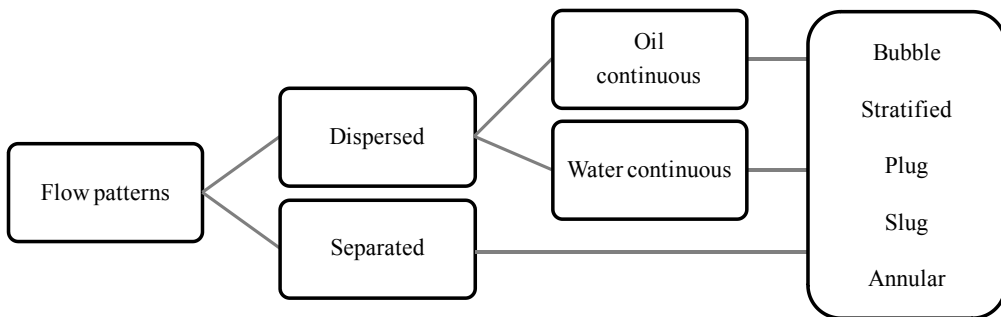 Flow patterns
Dispersed
Separated
Oil
continuous
Water continuous
Bubble
Stratified
Plug
Slug
Annular